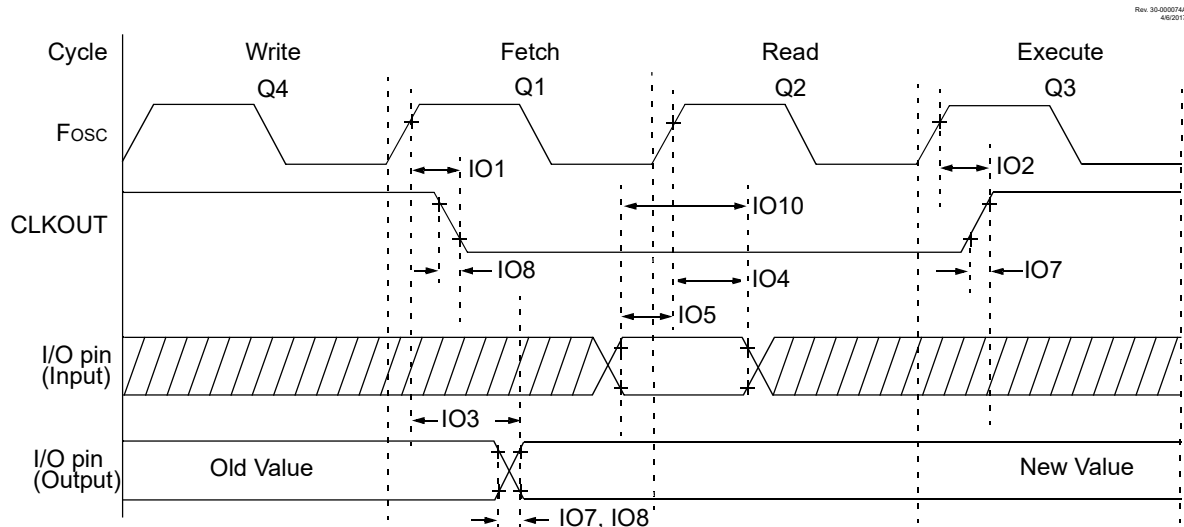 Rev. 30-000074A
4/6/2017
Cycle Write Fetch Read Execute
Q4 Q1 Q2 Q3
FOSC
IO1 IO2
CLKOUT
IO10
IO8 IO7
IO4
IO5
I/O pin
(Input)
IO3
I/O pin
(Output)
Old Value New Value
IO7, IO8